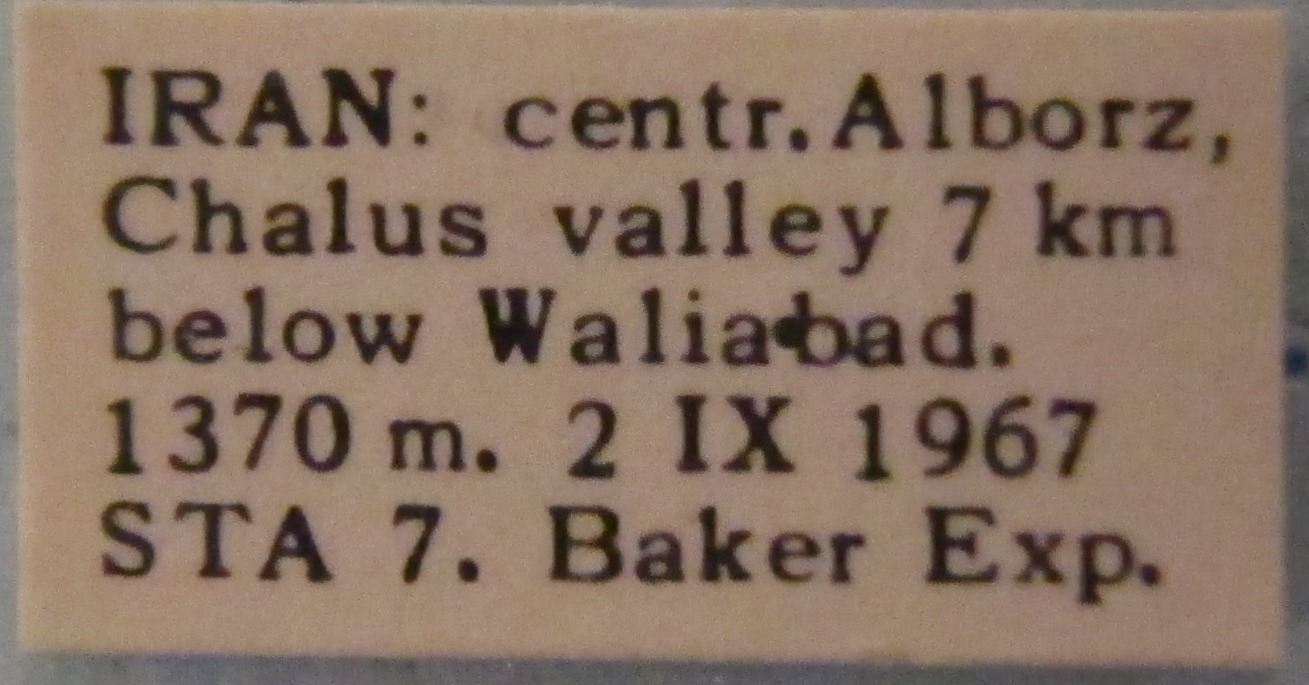 IRAN: centr. Alborz,
Chalus valley 7 km
below Waliabad.
1370 m. 2 IX 1967
STA 7. Baker Exp.